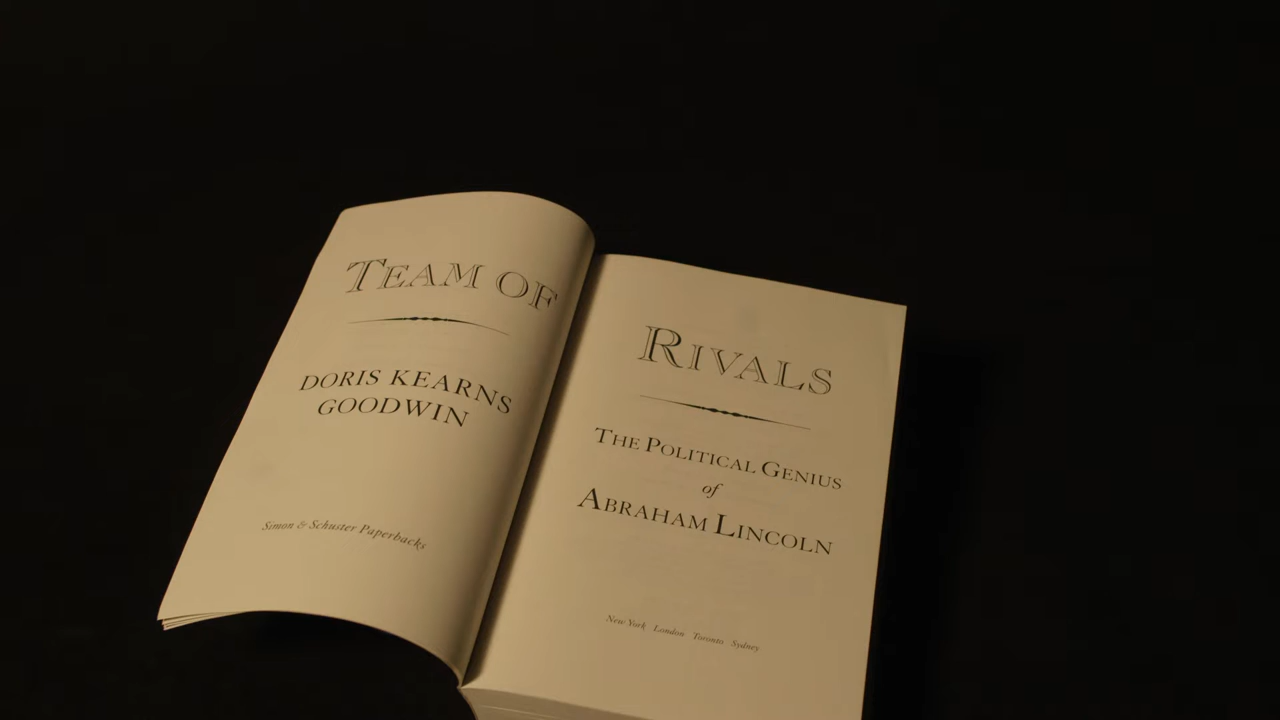 TEAM OF
DORIS KEARNS
GOODWIN
Simon & Schuster Paperbacks
RIVALS
THE POLITICAL GENIUS
of
ABRAHAM LINCOLN
New York London Toronto Sydney